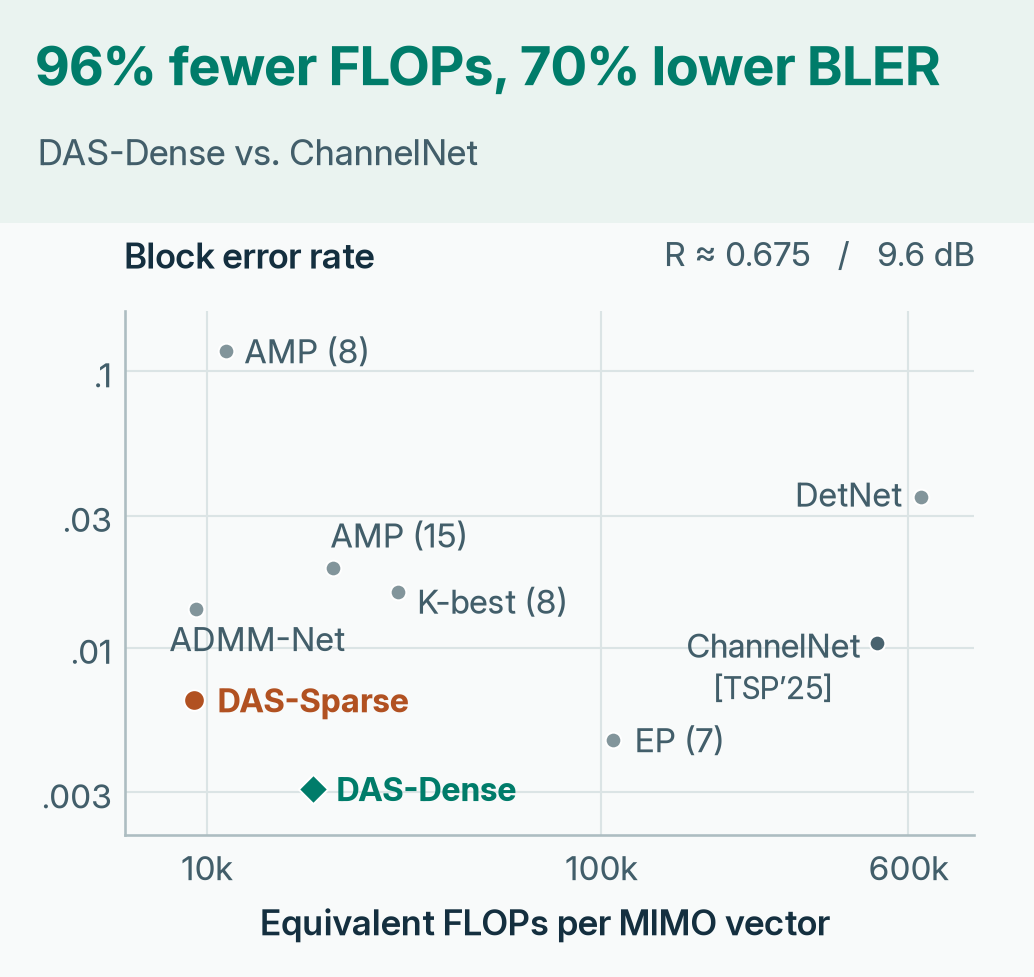 96% fewer FLOPs, 70% lower BLER
DAS-Dense vs. ChannelNet
Block error rate
R ≈ 0.675 / 9.6 dB
AMP (8)
.1
DetNet
.03
AMP (15)
K-best (8)
ADMM-Net
.01
ChannelNet
[TSP’25]
DAS-Sparse
EP (7)
DAS-Dense
.003
10k
100k
600k
Equivalent FLOPs per MIMO vector